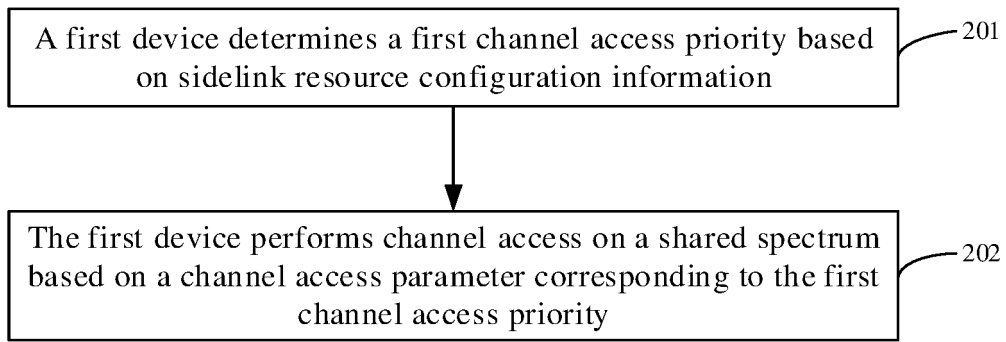 A first device determines a first channel access priority based
on sidelink resource configuration information
201
The first device performs channel access on a shared spectrum
based on a channel access parameter corresponding to the first
channel access priority
202